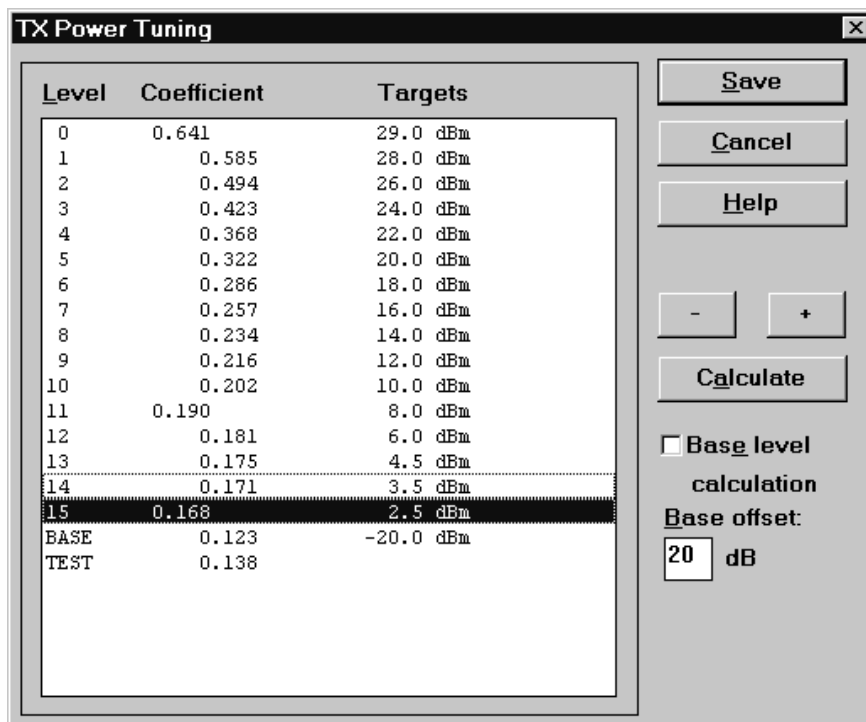 TX Power Tuning
Level Coefficient Targets
0 0.641 29.0 dBm
1 0.585 28.0 dBm
2 0.494 26.0 dBm
3 0.423 24.0 dBm
4 0.368 22.0 dBm
5 0.322 20.0 dBm
6 0.286 18.0 dBm
7 0.257 16.0 dBm
8 0.234 14.0 dBm
9 0.216 12.0 dBm
10 0.202 10.0 dBm
11 0.190 8.0 dBm
12 0.181 6.0 dBm
13 0.175 4.5 dBm
14 0.171 3.5 dBm
15 0.168 2.5 dBm
BASE 0.123 -20.0 dBm
TEST 0.138
Save
Cancel
Help
- +
Calculate
Base level
calculation
Base offset:
20 dB